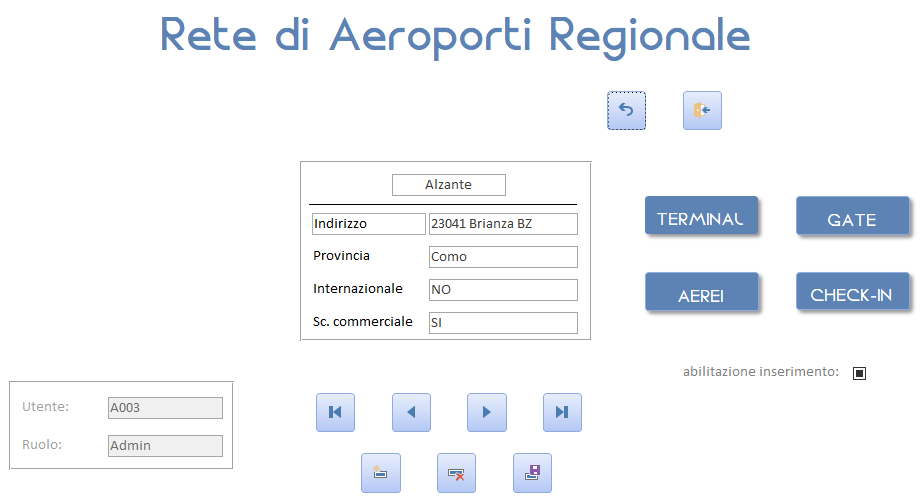 Rete di Aeroporti Regionale
Alzante
Indirizzo 23041 Brianza BZ
Provincia Como
Internazionale NO
Sc. commerciale SI
TERMINAL GATE
AEREI CHECK-IN
abilitazione inserimento:
Utente: A003
Ruolo: Admin